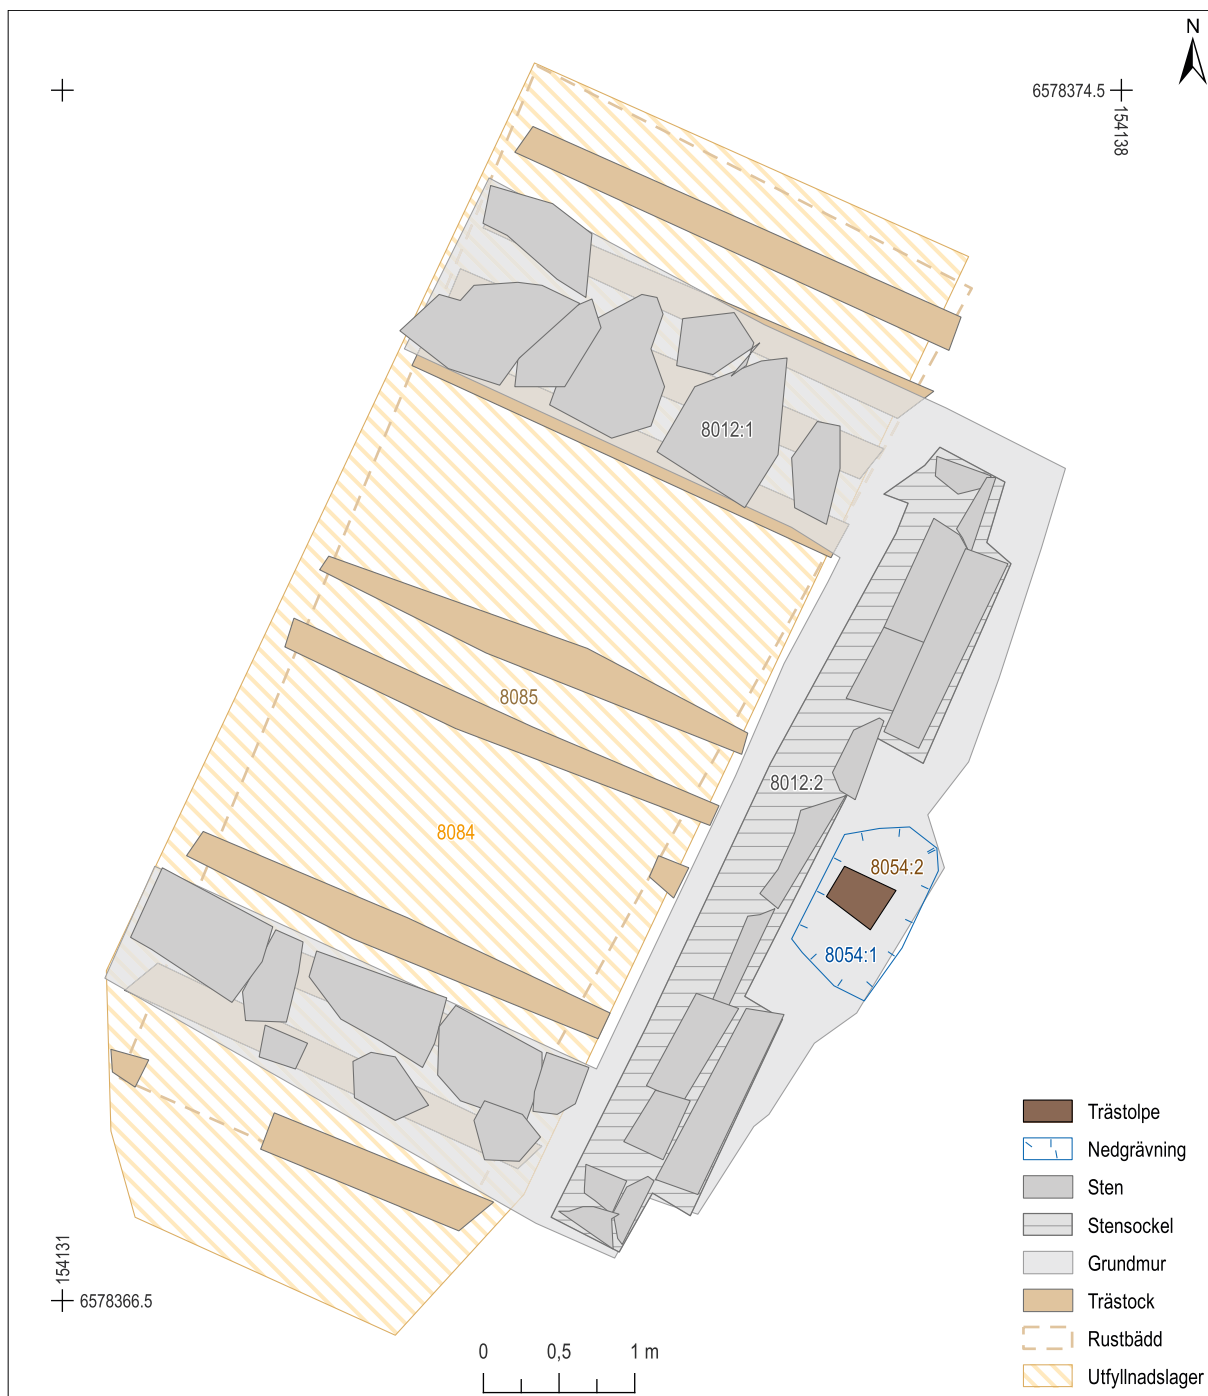 N
6578374.5
154138
8012:1
8085
8012:2
8084
8054:2
8054:1
Trästolpe
Nedgrävning
Sten
Stensockel
Grundmur
Trästock
Rustbädd
Utfyllnadslager
154131
6578366.5
0 0,5 1 m